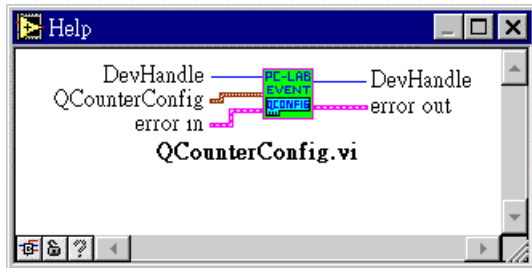 Help
DevHandle
QCounterConfig
error in
PC-LAB
EVENT
QCONFIG
DevHandle
error out
QCounterConfig.vi
?